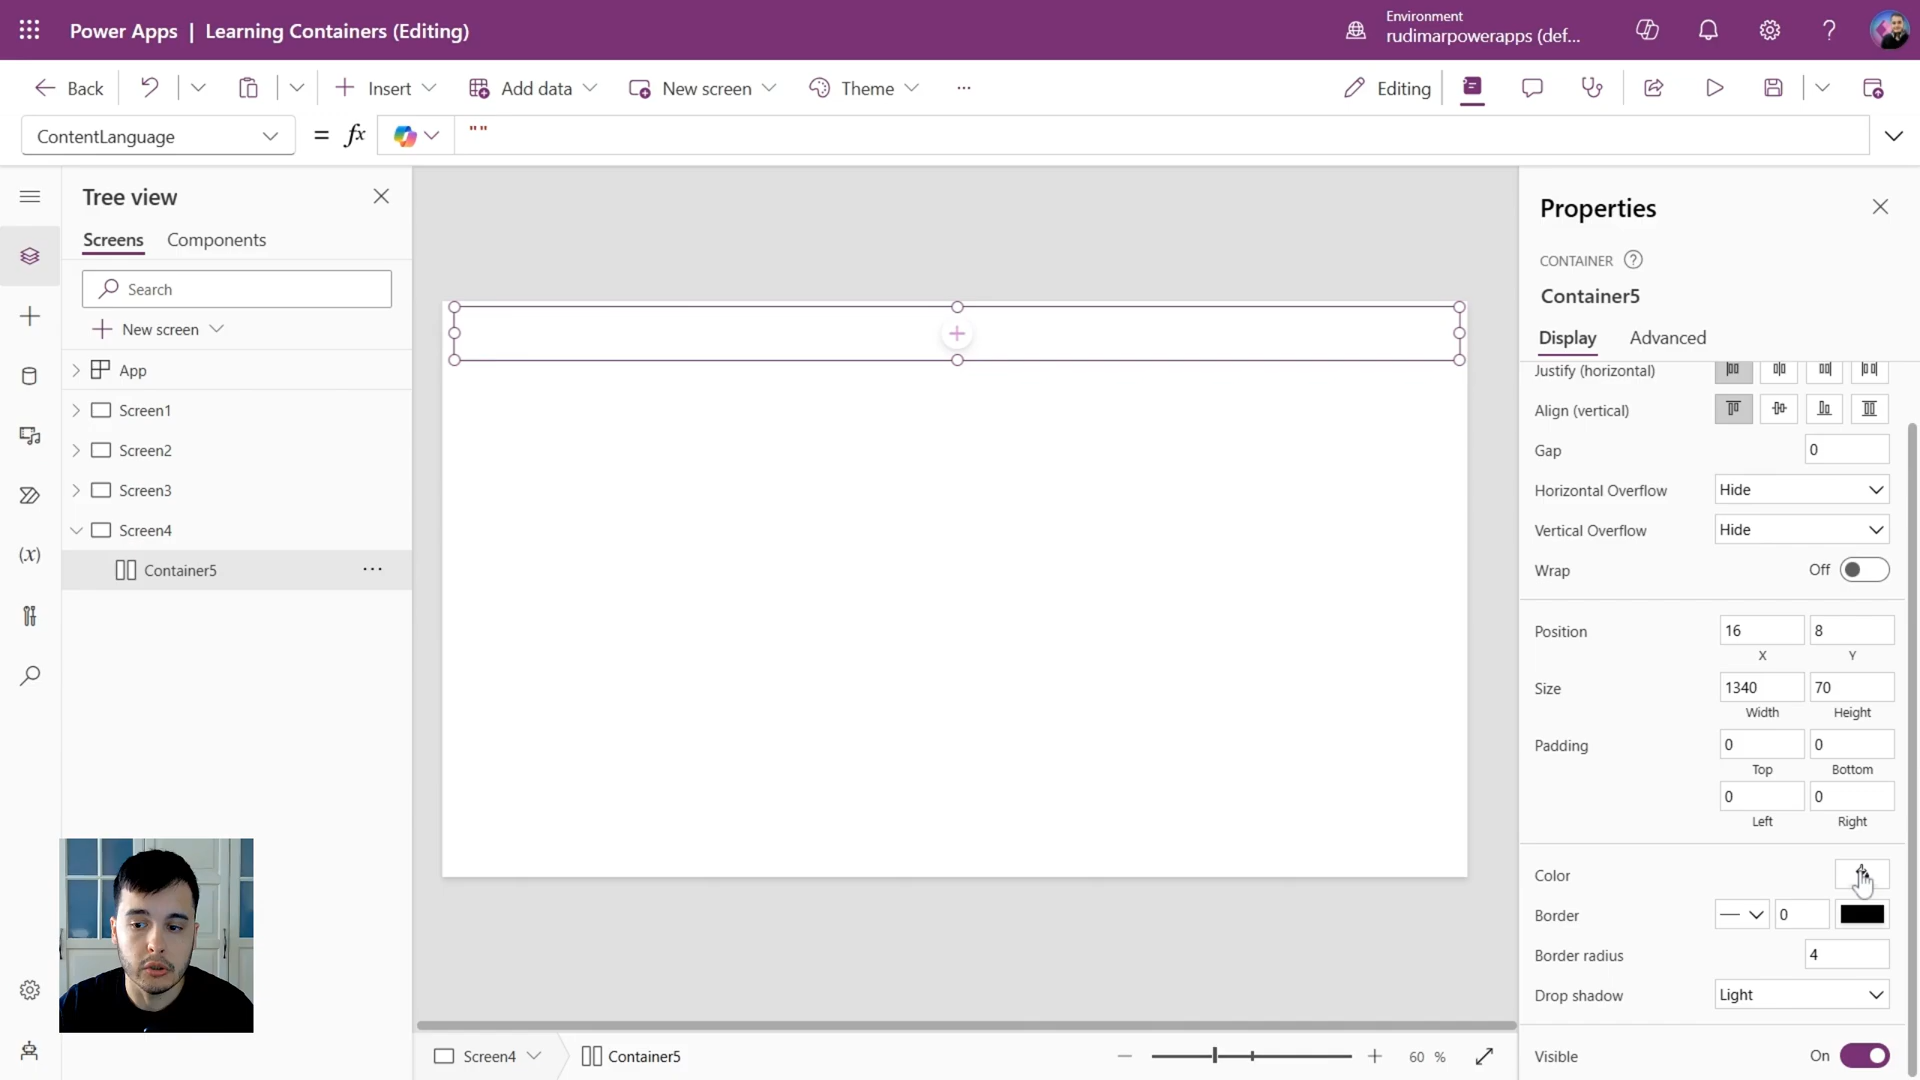 Power Apps | Learning Containers (Editing)
Environment
rudimarpowerapps (def...
Back
Insert
Add data
New screen
Theme
...
Editing
ContentLanguage
= fx
""
Tree view
Screens
Components
Search
New screen
App
Screen1
Screen2
Screen3
Screen4
Container5
...
(x)
Properties
CONTAINER
Container5
Display
Advanced
Justify (horizontal)
Align (vertical)
Gap
0
Horizontal Overflow
Hide
Vertical Overflow
Hide
Wrap
Off
Position
16
8
X
Y
Size
1340
70
Width
Height
Padding
0
0
Top
Bottom
0
0
Left
Right
Color
Border
0
Border radius
4
Drop shadow
Light
Visible
On
Screen4
Container5
60 %